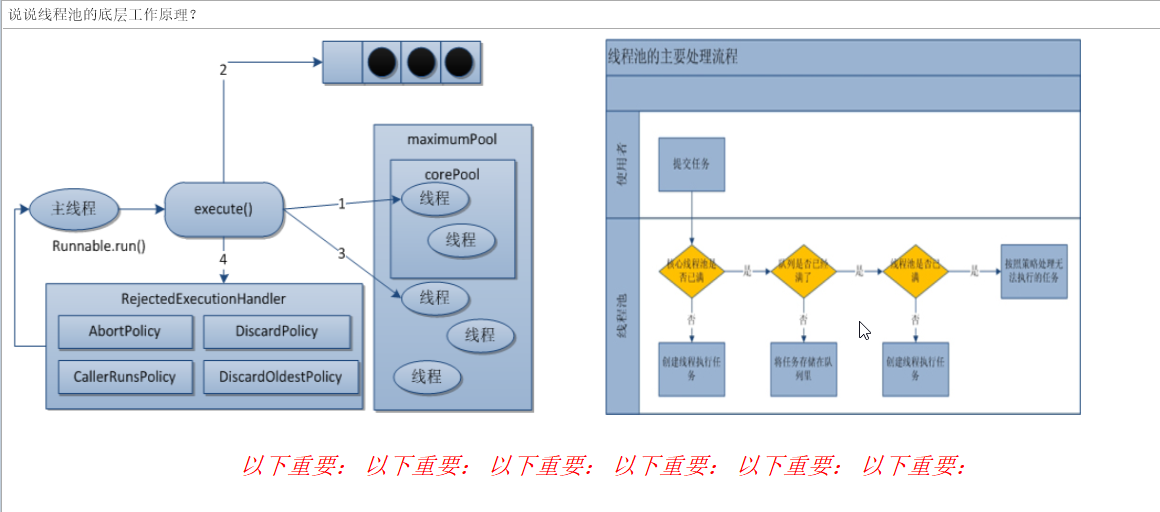 说说线程池的底层工作原理？
2
maximumPool
corePool
线程
线程
主线程
execute()
1
Runnable.run()
3
4
线程
线程
线程
RejectedExecutionHandler
AbortPolicy
DiscardPolicy
CallerRunsPolicy
DiscardOldestPolicy
线程池的主要处理流程
使用者
提交任务
线程池
核心线程池是
否已满
是
队列是否已经
满了
是
线程池是否已
满
是
按照策略处理无
法执行的任务
否
否
否
创建线程执行任
务
将任务存储在队
列里
创建线程执行任
务
以下重要： 以下重要： 以下重要： 以下重要： 以下重要： 以下重要：